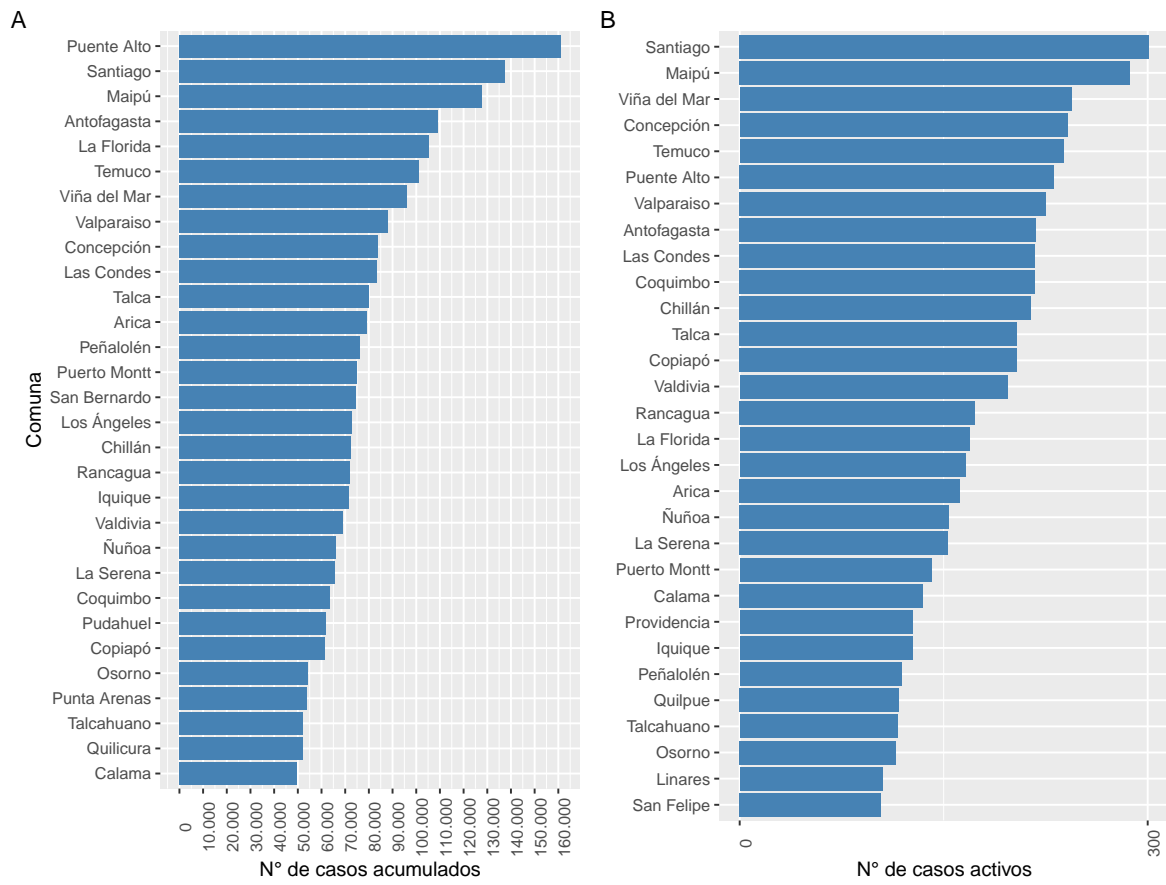 A
Puente Alto
Santiago
Maipú
Antofagasta
La Florida
Temuco
Viña del Mar
Valparaiso
Concepción
Las Condes
Talca
Arica
Peñalolén
Puerto Montt
San Bernardo
Los Ángeles
Chillán
Rancagua
Iquique
Valdivia
Ñuñoa
La Serena
Coquimbo
Pudahuel
Copiapó
Osorno
Punta Arenas
Talcahuano
Quilicura
Calama
Comuna
0
10.000
20.000
30.000
40.000
50.000
60.000
70.000
80.000
90.000
100.000
110.000
120.000
130.000
140.000
150.000
160.000
N° de casos acumulados
B
Santiago
Maipú
Viña del Mar
Concepción
Temuco
Puente Alto
Valparaiso
Antofagasta
Las Condes
Coquimbo
Chillán
Talca
Copiapó
Valdivia
Rancagua
La Florida
Los Ángeles
Arica
Ñuñoa
La Serena
Puerto Montt
Calama
Providencia
Iquique
Peñalolén
Quilpue
Talcahuano
Osorno
Linares
San Felipe
0
300
N° de casos activos